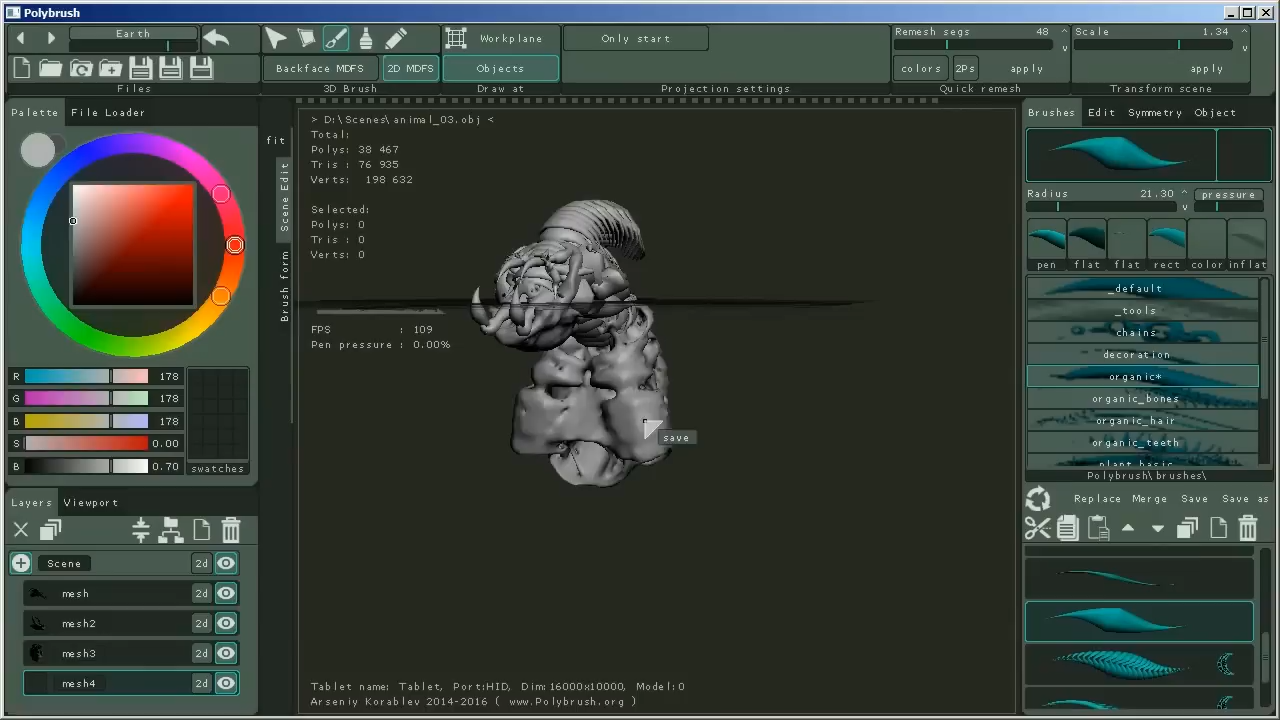 Polybrush
Earth
Workplane
Only start
Remesh segs 48
Scale 1.34
Backface MDFS
2D MDFS
Objects
colors
2Ps
apply
apply
Files
3D Brush
Draw at
Projection settings
Quick remesh
Transform scene
Palette
File Loader
fit
Scene Edit
Brush form
> D:\Scenes\animal_03.obj <
Total:
Polys: 38 467
Tris : 76 935
Verts: 198 632
Selected:
Polys: 0
Tris : 0
Verts: 0
FPS : 109
Pen pressure : 0.00%
save
R 178
G 178
B 178
S 0.00
B 0.70
swatches
Layers
Viewport
Scene 2d
mesh 2d
mesh2 2d
mesh3 2d
mesh4 2d
Tablet name: Tablet, Port:HID, Dim:16000x10000, Model:0
Arseniy Korablev 2014-2016 ( www.Polybrush.org )
Brushes
Edit
Symmetry
Object
Radius 21.30
pressure
pen
flat
flat
rect
color
inflat
_default
_tools
chains
decoration
organic*
organic_bones
organic_hair
organic_teeth
plant_basic
Polybrush\brushes\
Replace
Merge
Save
Save as